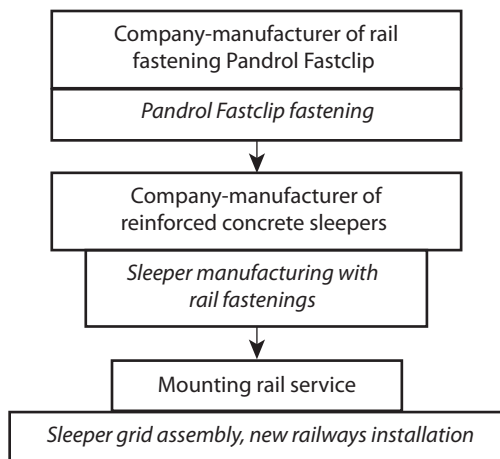 Company-manufacturer of rail
fastening Pandrol Fastclip
Pandrol Fastclip fastening
Company-manufacturer of
reinforced concrete sleepers
Sleeper manufacturing with
rail fastenings
Mounting rail service
Sleeper grid assembly, new railways installation